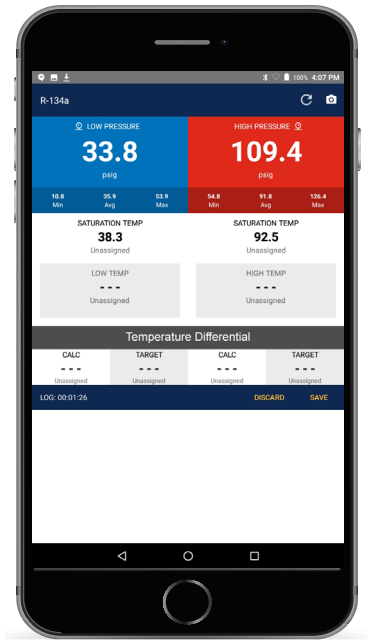 100% 4:07 PM
R-134a
LOW PRESSURE HIGH PRESSURE
33.8 109.4
psig psig
10.8 35.9 53.9 54.8 91.8 126.4
Min Avg Max Min Avg Max
SATURATION TEMP SATURATION TEMP
38.3 92.5
Unassigned Unassigned
LOW TEMP HIGH TEMP
- - - - - -
Unassigned Unassigned
Temperature Differential
CALC TARGET CALC TARGET
- - - - - - - - - - - -
Unassigned Unassigned Unassigned Unassigned
LOG: 00:01:26 DISCARD SAVE